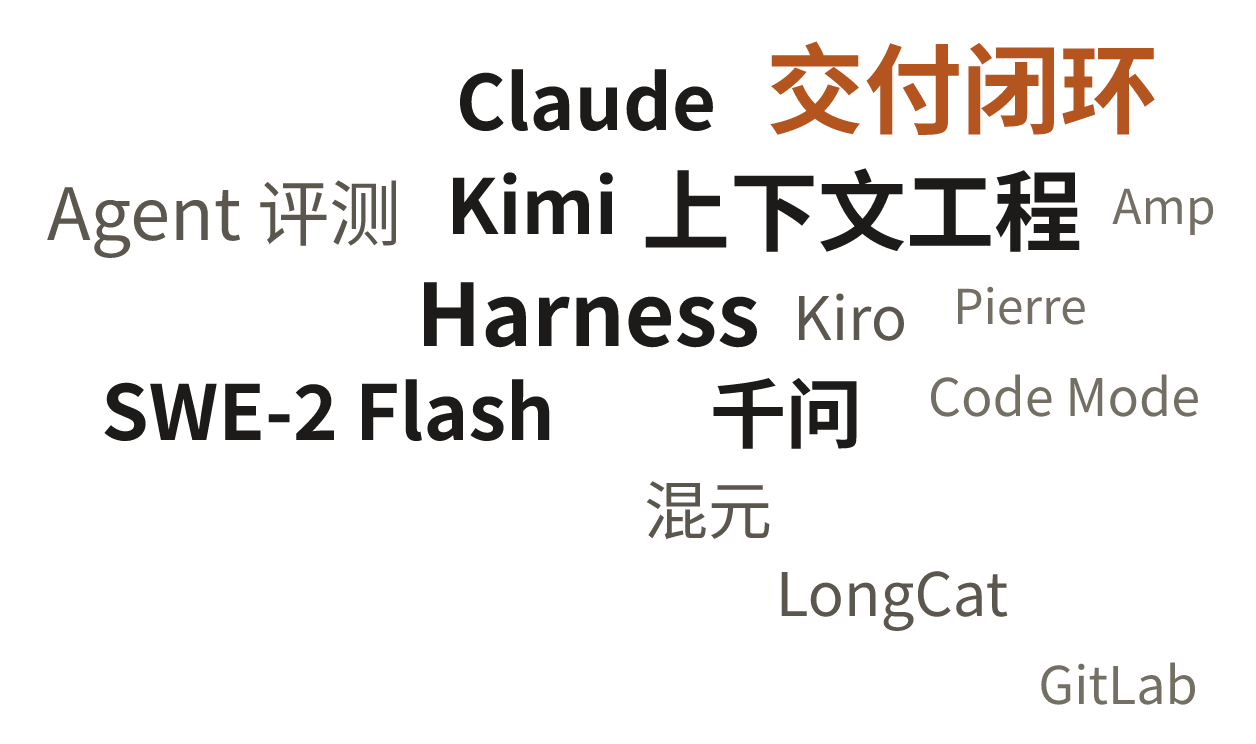 Claude 交付闭环
Agent 评测 Kimi 上下文工程 Amp
Harness Kiro Pierre
SWE-2 Flash 千问 Code Mode
混元
LongCat
GitLab